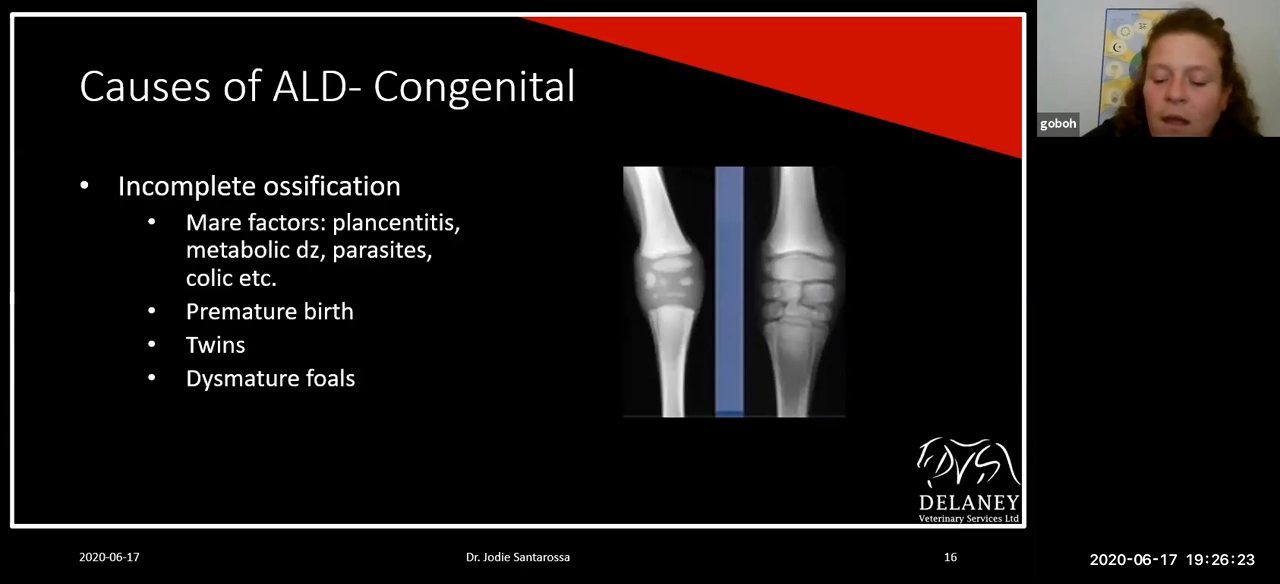 Causes of ALD- Congenital
• Incomplete ossification
• Mare factors: plancentitis,
metabolic dz, parasites,
colic etc.
• Premature birth
• Twins
• Dysmature foals
DVS
DELANEY
Veterinary Services Ltd
2020-06-17
Dr. Jodie Santarossa
16
goboh
2020-06-17 19:26:23